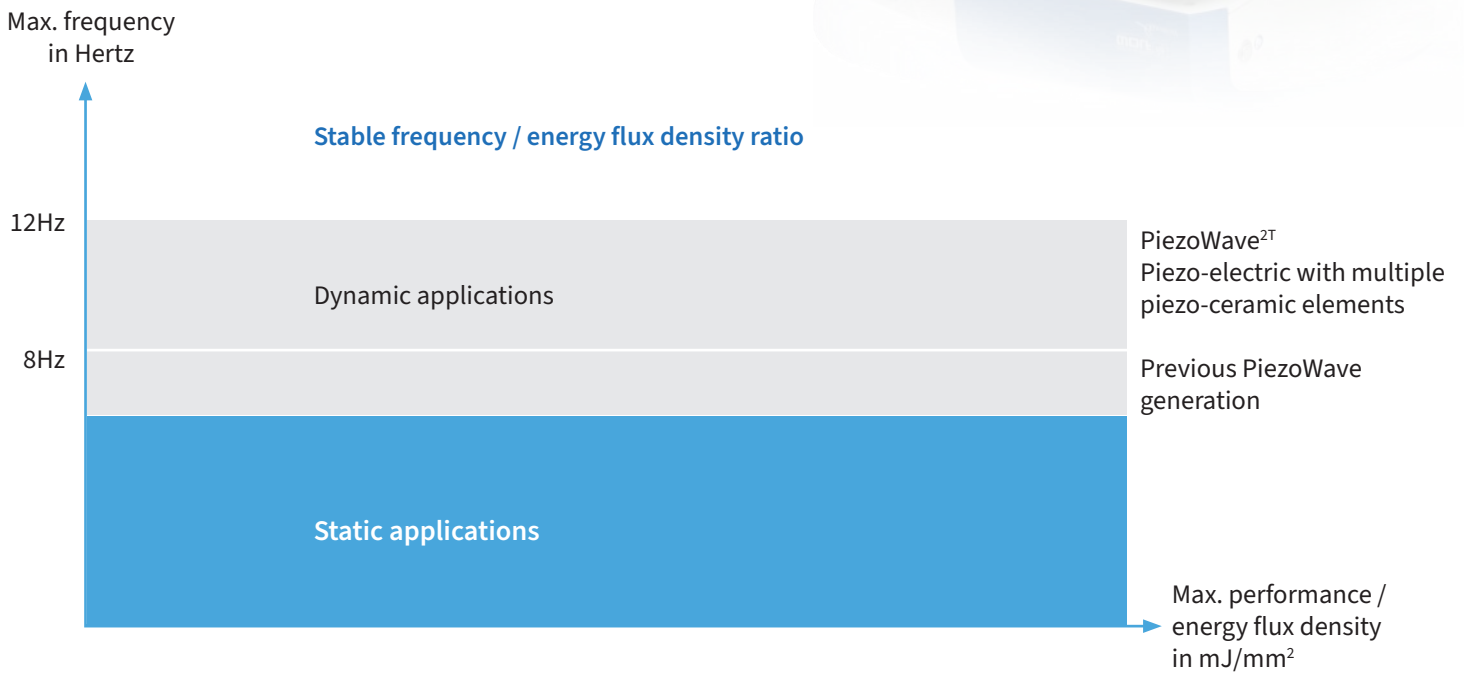 Max. frequency
in Hertz
Stable frequency / energy flux density ratio
12Hz
PiezoWave2T
Piezo-electric with multiple
piezo-ceramic elements
Dynamic applications
8Hz
Previous PiezoWave
generation
Static applications
Max. performance /
energy flux density
in mJ/mm2